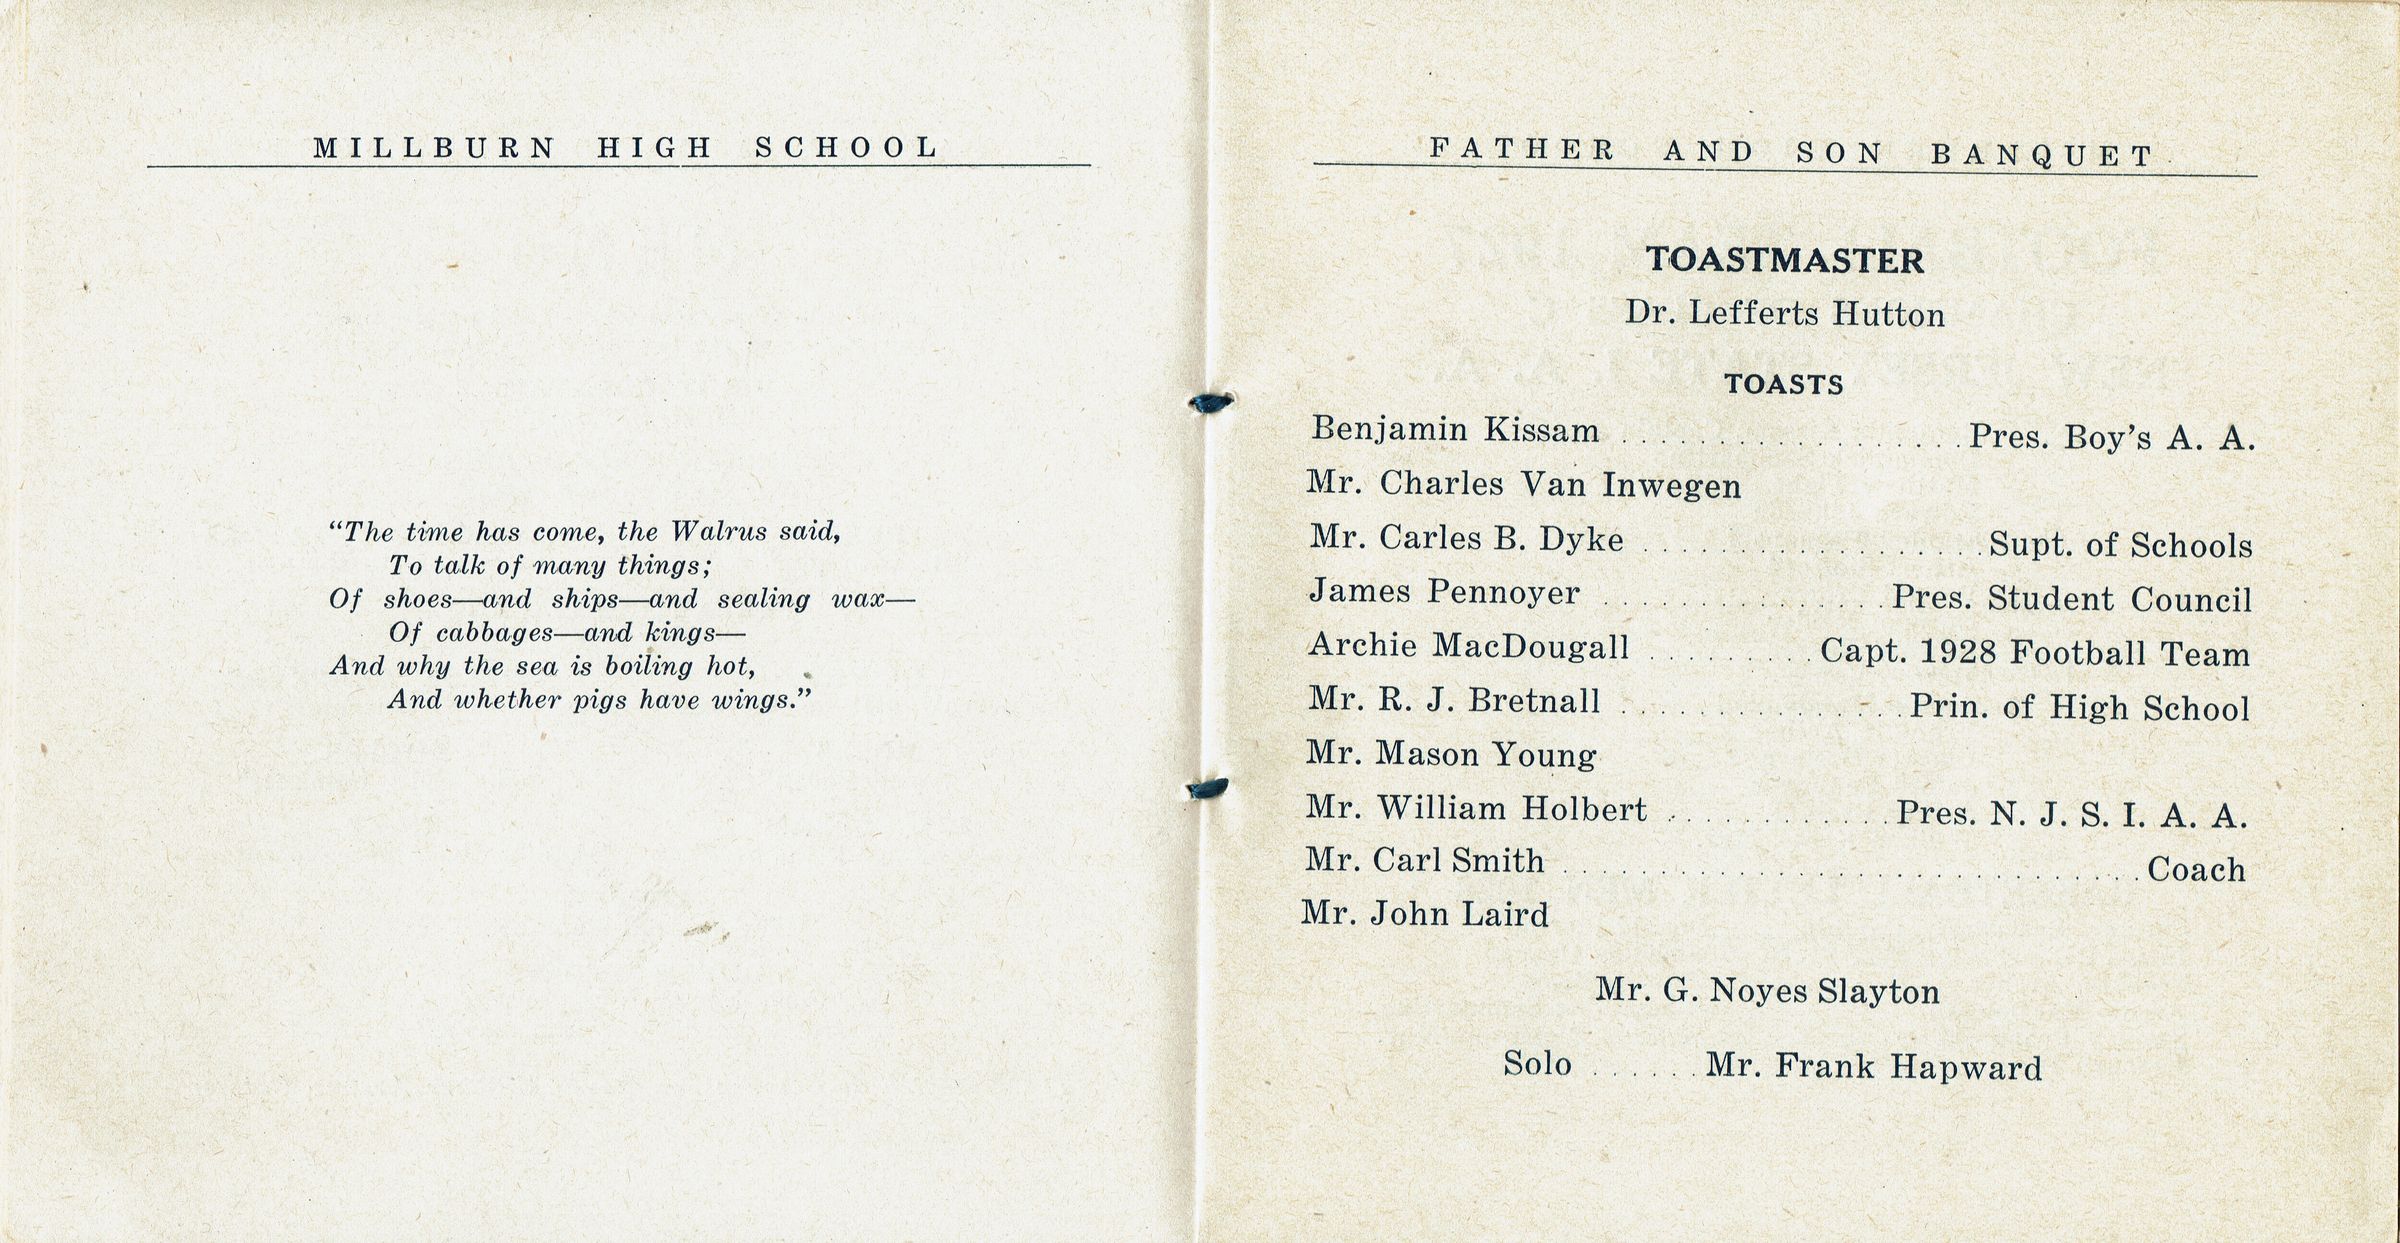 MILLBURN HIGH SCHOOL
“The time has come, the Walrus said,
To talk of many things;
Of shoes—and ships—and sealing wax—
Of cabbages—and kings—
And why the sea is boiling hot,
And whether pigs have wings.”
FATHER AND SON BANQUET
TOASTMASTER
Dr. Lefferts Hutton
TOASTS
Benjamin Kissam . . . . . . . . . . . . . . . . . . Pres. Boy’s A. A.
Mr. Charles Van Inwegen
Mr. Carles B. Dyke . . . . . . . . . . . . . . . . . . Supt. of Schools
James Pennoyer . . . . . . . . . . . . . . . Pres. Student Council
Archie MacDougall . . . . . . . . . Capt. 1928 Football Team
Mr. R. J. Bretnall . . . . . . . . . . . . . . . Prin. of High School
Mr. Mason Young
Mr. William Holbert . . . . . . . . . . . . Pres. N. J. S. I. A. A.
Mr. Carl Smith . . . . . . . . . . . . . . . . . . . . . . . . . . . . . . Coach
Mr. John Laird
Mr. G. Noyes Slayton
Solo . . . . . . Mr. Frank Hapward